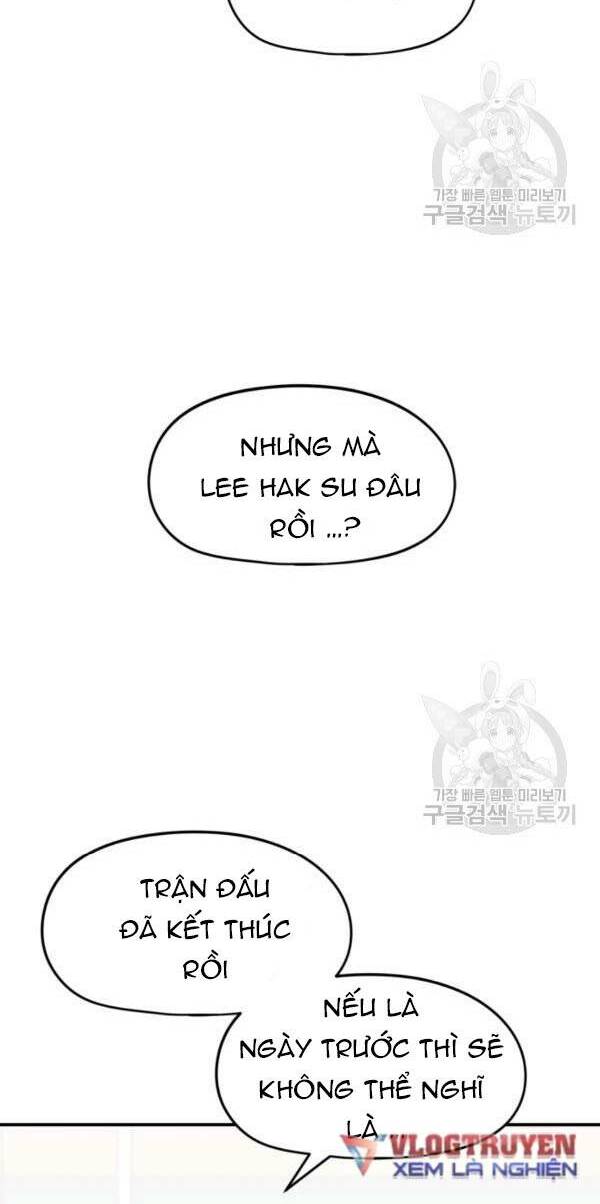 가장 빠른 웹툰 미리보기
구글검색 뉴토끼
NHƯNG MÀ
LEE HAK SU ĐÂU
RỒI ...?
가장 빠른 웹툰 미리보기
구글검색 뉴토끼
TRẬN ĐẤU
ĐÃ KẾT THÚC
RỒI
NẾU LÀ
NGÀY TRƯỚC THÌ SẼ
KHÔNG THỂ NGHĨ
LÀ ...
VLOGTRUYEN
XEM LÀ NGHIỆN